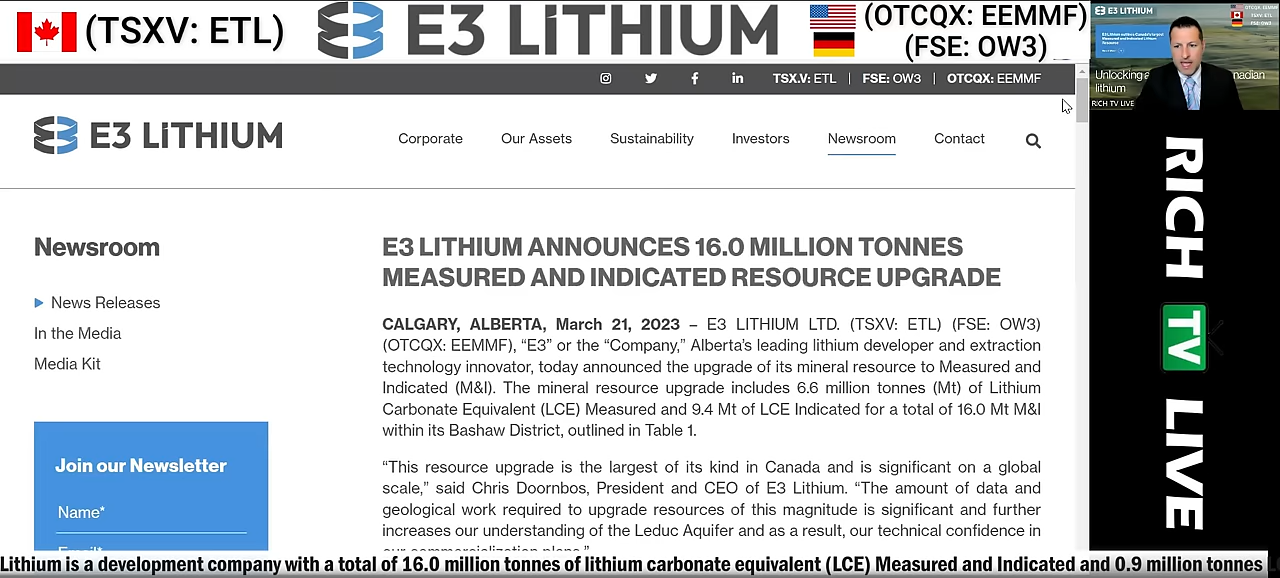 (TSXV: ETL)
E3 LiTHIUM
(OTCQX: EEMMF)
(FSE: OW3)
TSX.V: ETL | FSE: OW3 | OTCQX: EEMMF
E3 LiTHIUM
Corporate Our Assets Sustainability Investors Newsroom Contact
Newsroom
News Releases
In the Media
Media Kit
Join our Newsletter
Name*
Email*
E3 LITHIUM ANNOUNCES 16.0 MILLION TONNES
MEASURED AND INDICATED RESOURCE UPGRADE
CALGARY, ALBERTA, March 21, 2023 – E3 LITHIUM LTD. (TSXV: ETL) (FSE: OW3)
(OTCQX: EEMMF), “E3” or the “Company,” Alberta’s leading lithium developer and extraction
technology innovator, today announced the upgrade of its mineral resource to Measured and
Indicated (M&I). The mineral resource upgrade includes 6.6 million tonnes (Mt) of Lithium
Carbonate Equivalent (LCE) Measured and 9.4 Mt of LCE Indicated for a total of 16.0 Mt M&I
within its Bashaw District, outlined in Table 1.
“This resource upgrade is the largest of its kind in Canada and is significant on a global
scale,” said Chris Doornbos, President and CEO of E3 Lithium. “The amount of data and
geological work required to upgrade resources of this magnitude is significant and further
increases our understanding of the Leduc Aquifer and as a result, our technical confidence in
our commercialization plans.”
E3 LITHIUM
Unlocking
nadian
lithium
RICH TV LIVE
RICH
TV
LIVE
Lithium is a development company with a total of 16.0 million tonnes of lithium carbonate equivalent (LCE) Measured and Indicated and 0.9 million tonnes